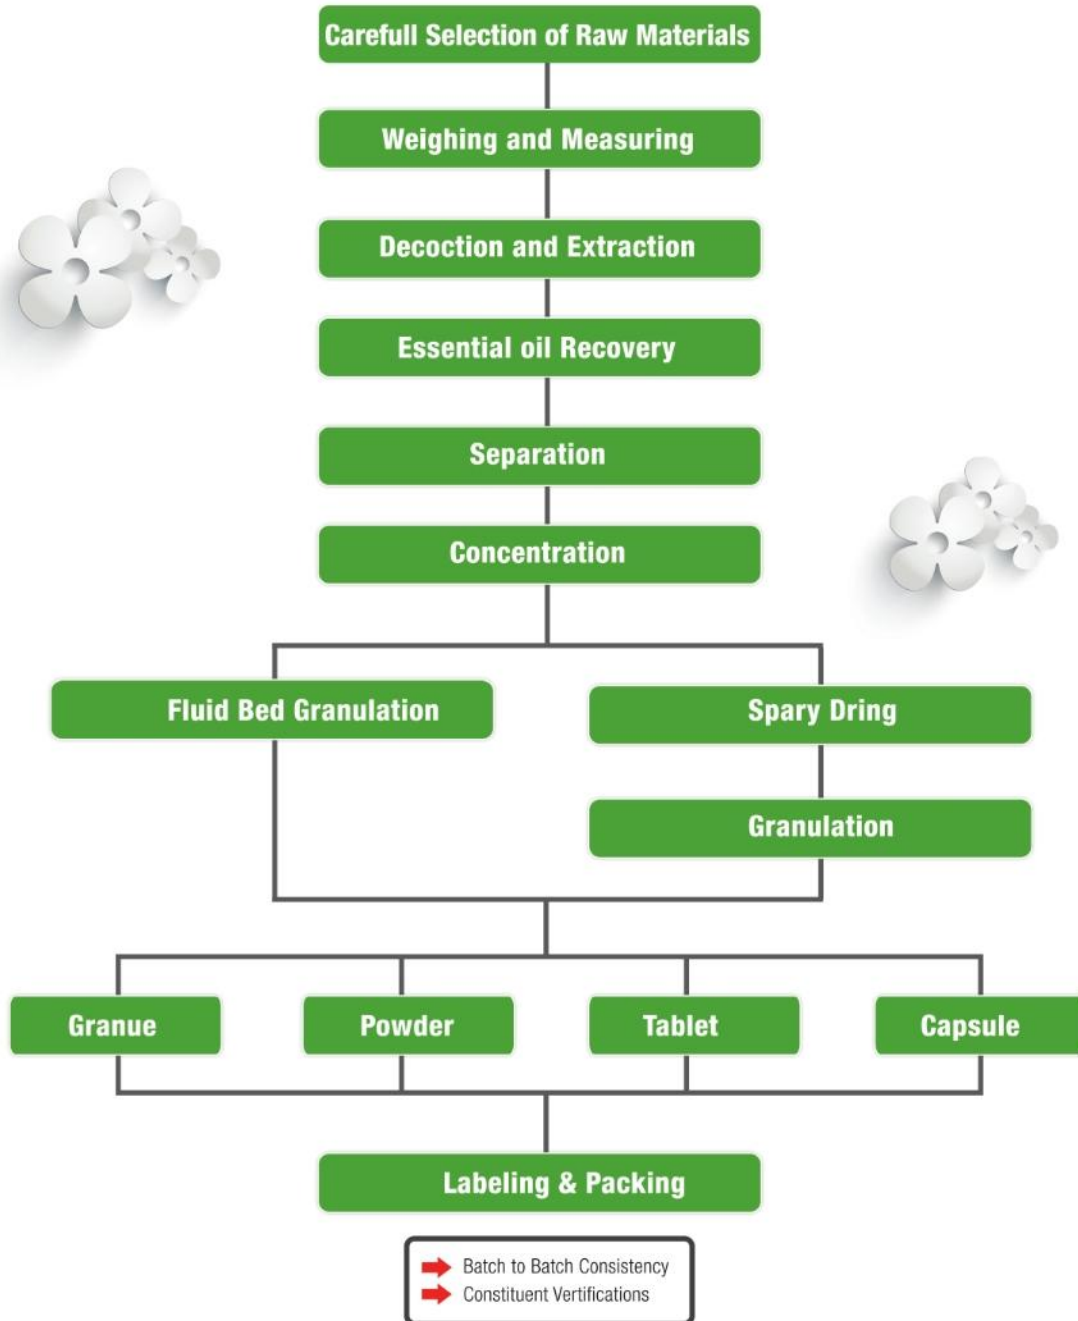 Carefull Selection of Raw Materials
Weighing and Measuring
Decoction and Extraction
Essential oil Recovery
Separation
Concentration
Fluid Bed Granulation
Spary Dring
Granulation
Granue
Powder
Tablet
Capsule
Labeling & Packing
Batch to Batch Consistency
Constituent Vertifications